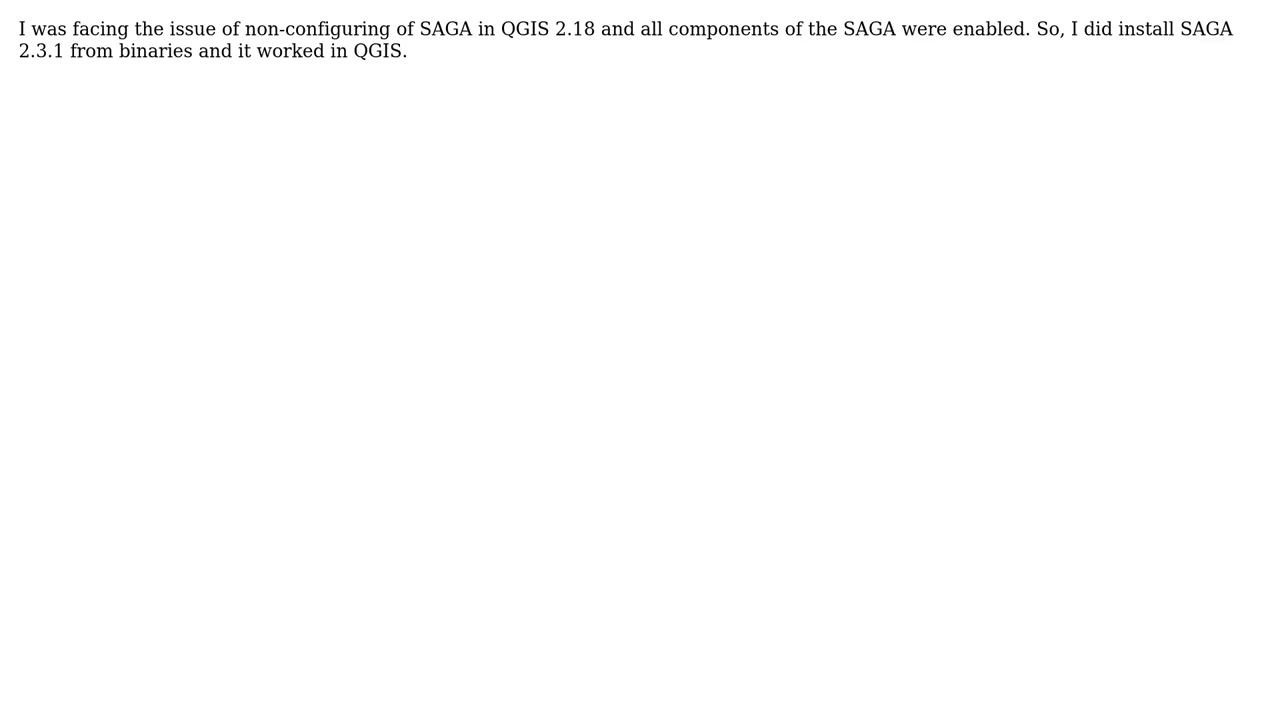 I was facing the issue of non-configuring of SAGA in QGIS 2.18 and all components of the SAGA were enabled. So, I did install SAGA
2.3.1 from binaries and it worked in QGIS.